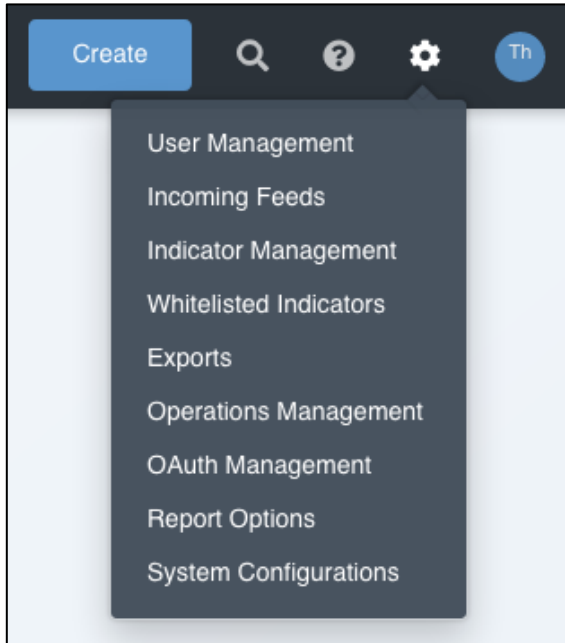 Create
Th
User Management
Incoming Feeds
Indicator Management
Whitelisted Indicators
Exports
Operations Management
OAuth Management
Report Options
System Configurations